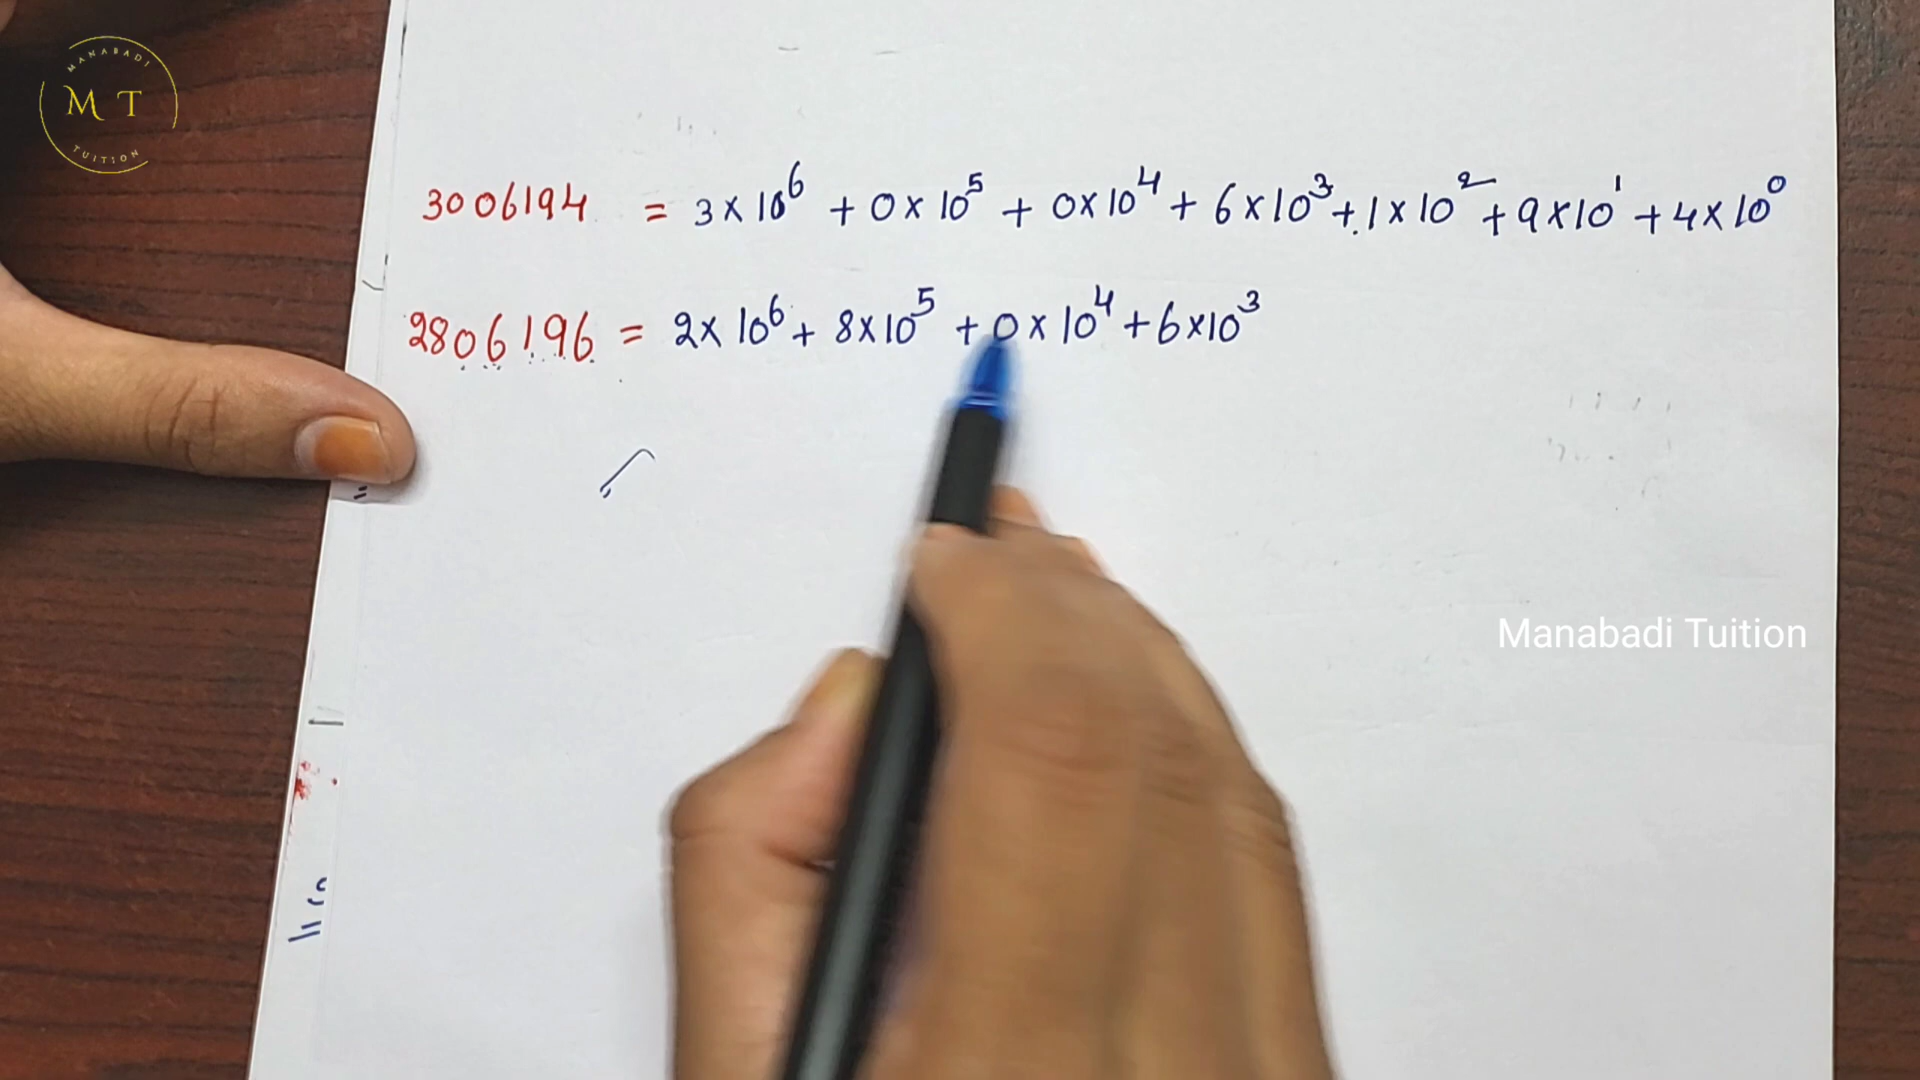 MANABADI
M T
TUITION
3006194 = 3 × 10⁶ + 0 × 10⁵ + 0 × 10⁴ + 6 × 10³ + 1 × 10² + 9 × 10¹ + 4 × 10⁰
2806196 = 2 × 10⁶ + 8 × 10⁵ + 0 × 10⁴ + 6 × 10³
Manabadi Tuition